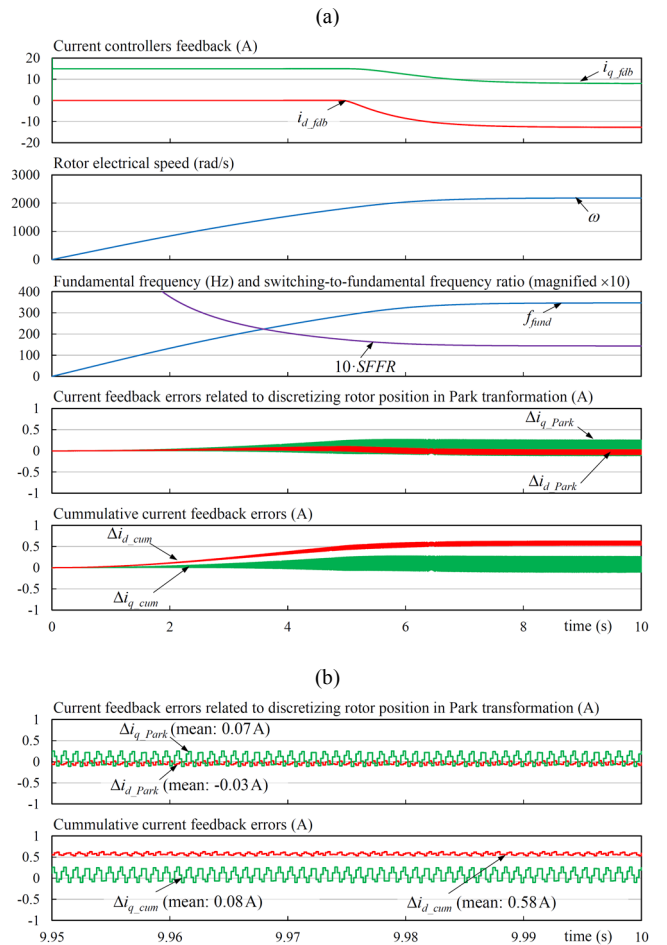 (a)
Current controllers feedback (A)
20
10
0
-10
-20
i_q_fdb
i_d_fdb
Rotor electrical speed (rad/s)
3000
2000
1000
0
ω
Fundamental frequency (Hz) and switching-to-fundamental frequency ratio (magnified ×10)
400
300
200
100
0
f_fund
10·SFFR
Current feedback errors related to discretizing rotor position in Park tranformation (A)
1
0.5
0
-0.5
-1
Δi_q_Park
Δi_d_Park
Cummulative current feedback errors (A)
1
0.5
0
-0.5
-1
Δi_d_cum
Δi_q_cum
0 2 4 6 8 time (s) 10
(b)
Current feedback errors related to discretizing rotor position in Park transformation (A)
1
0.5
0
-0.5
-1
Δi_q_Park (mean: 0.07A)
Δi_d_Park (mean: -0.03A)
Cummulative current feedback errors (A)
1
0.5
0
-0.5
-1
Δi_q_cum (mean: 0.08A)
Δi_d_cum (mean: 0.58A)
9.95 9.96 9.97 9.98 9.99 time (s) 10